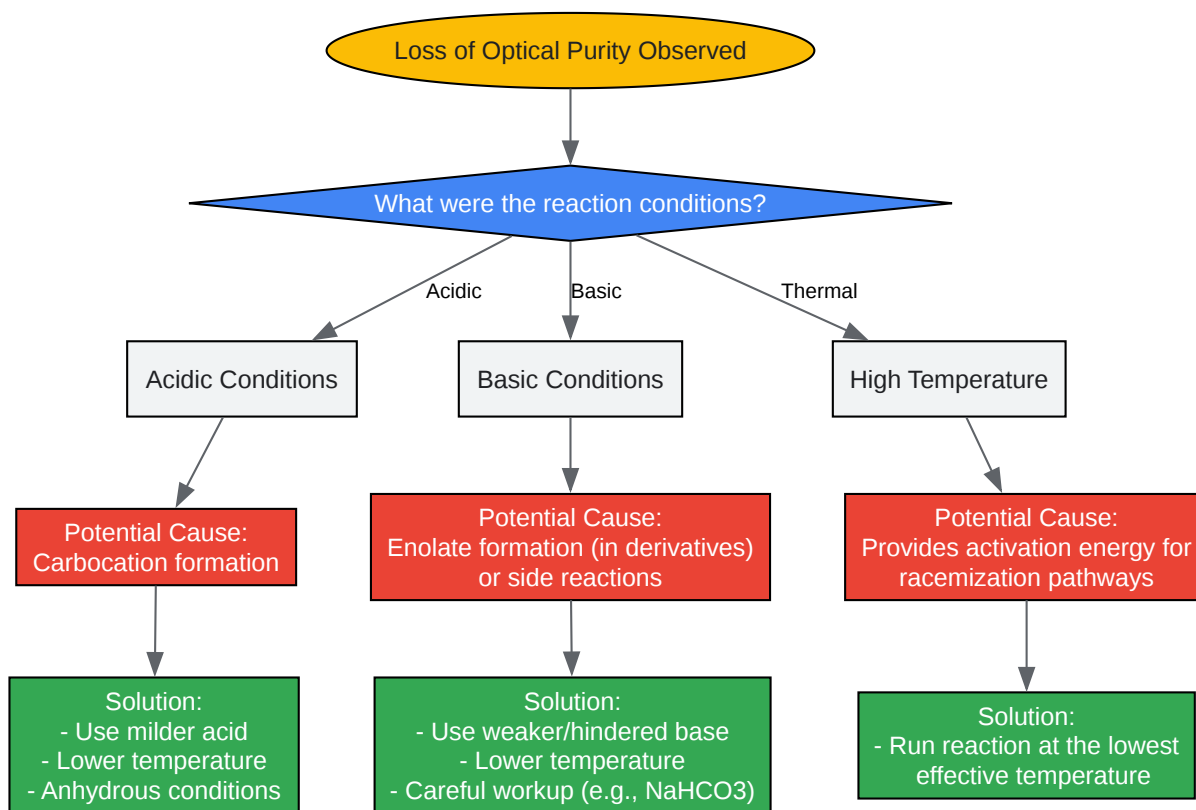 Loss of Optical Purity Observed
What were the reaction conditions?
Acidic
Basic
Thermal
Acidic Conditions
Basic Conditions
High Temperature
Potential Cause:
Carbocation formation
Potential Cause:
Enolate formation (in derivatives)
or side reactions
Potential Cause:
Provides activation energy for
racemization pathways
Solution:
- Use milder acid
- Lower temperature
- Anhydrous conditions
Solution:
- Use weaker/hindered base
- Lower temperature
- Careful workup (e.g., NaHCO3)
Solution:
- Run reaction at the lowest
effective temperature